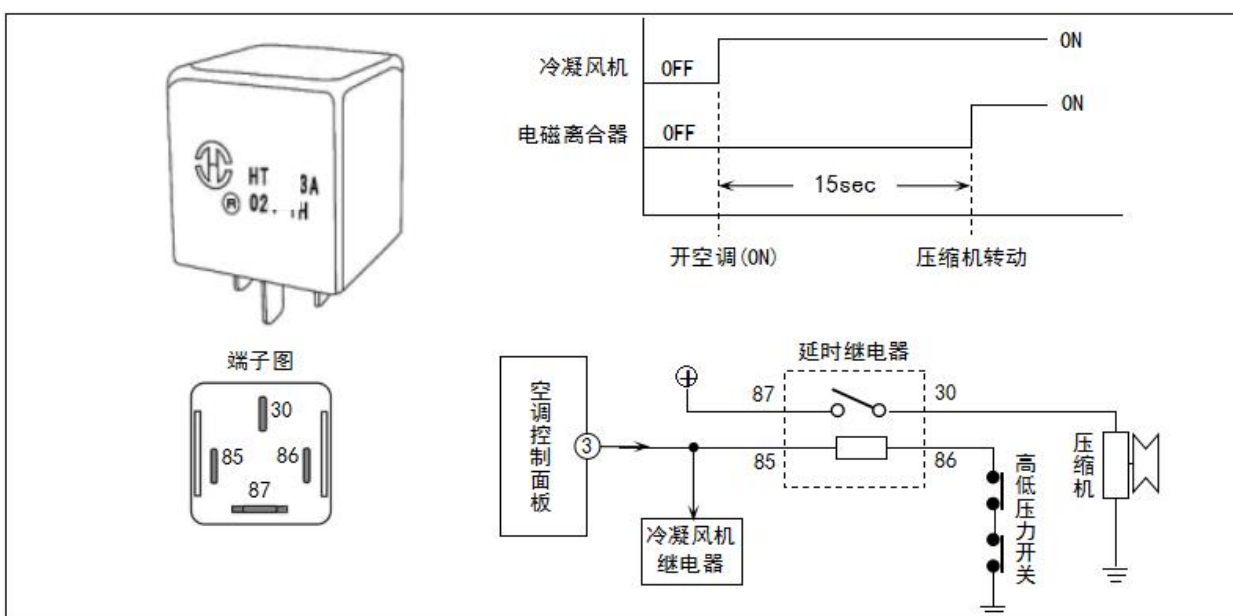 HT 3A
Ⓡ 02. H
冷凝风机 OFF ON
电磁离合器 OFF ON
15sec
开空调(ON) 压缩机转动
端子图
30
85 86
87
空调控制面板
3
延时继电器
87 30
85 86
冷凝风机
继电器
高低压力开关
压缩机